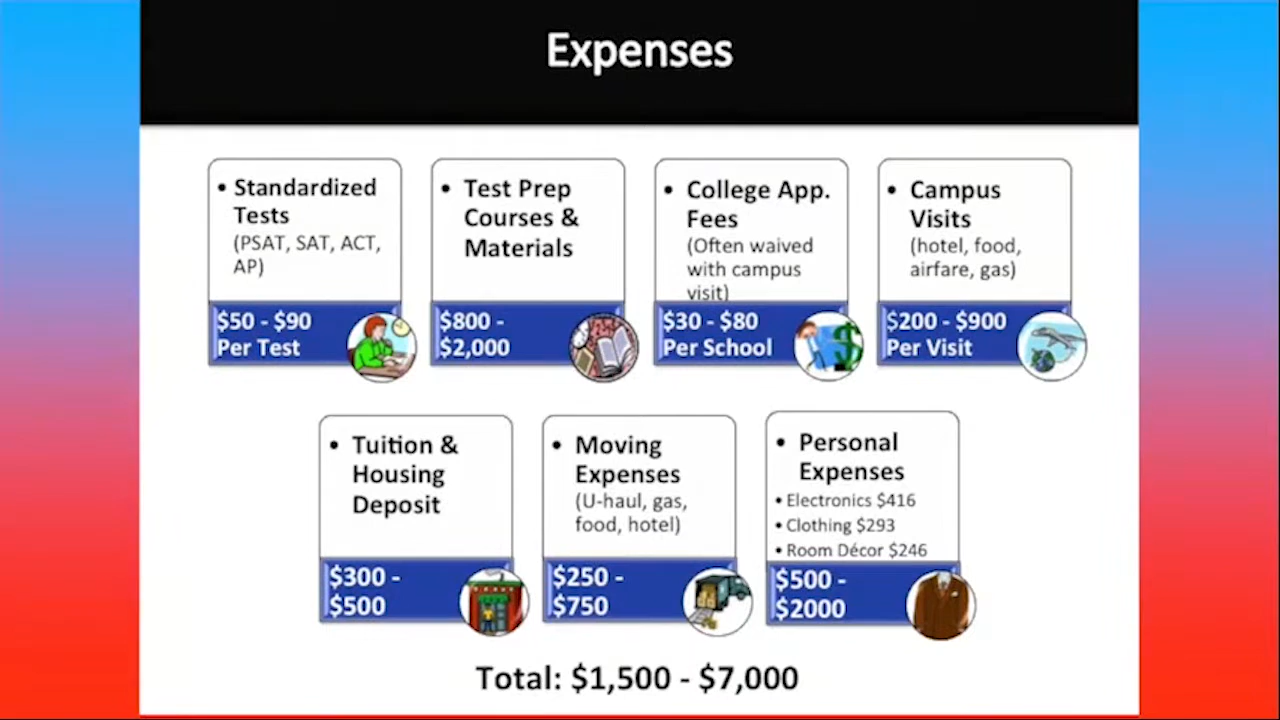 Expenses
• Standardized
Tests
(PSAT, SAT, ACT,
AP)
$50 - $90
Per Test
• Test Prep
Courses &
Materials
$800 -
$2,000
• College App.
Fees
(Often waived
with campus
visit)
$30 - $80
Per School
• Campus
Visits
(hotel, food,
airfare, gas)
$200 - $900
Per Visit
• Tuition &
Housing
Deposit
$300 -
$500
• Moving
Expenses
(U-haul, gas,
food, hotel)
$250 -
$750
• Personal
Expenses
• Electronics $416
• Clothing $293
• Room Décor $246
$500 -
$2000
Total: $1,500 - $7,000